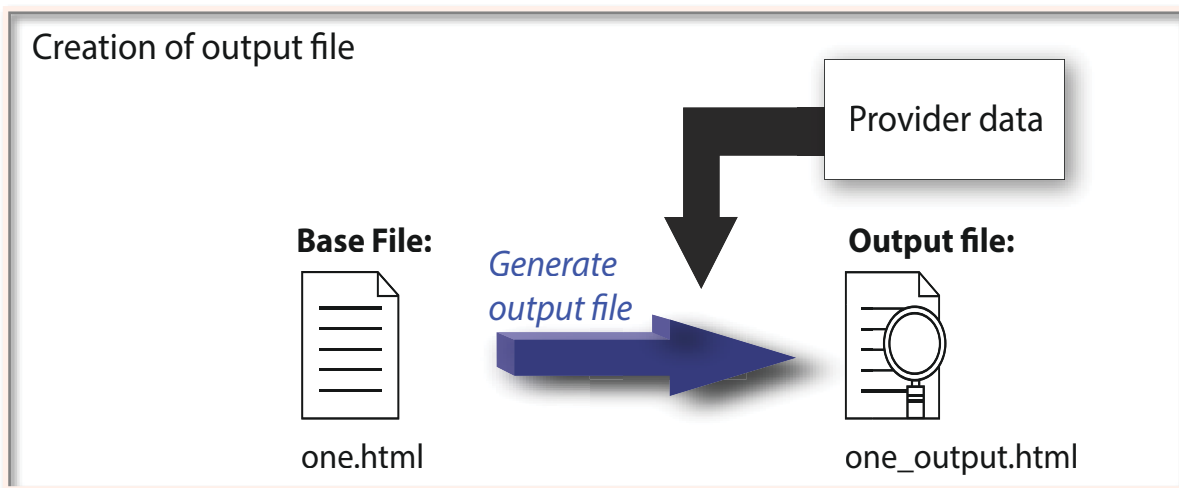 Creation of output file
Provider data
Base File:
Generate
output file
Output file:
one.html
one_output.html